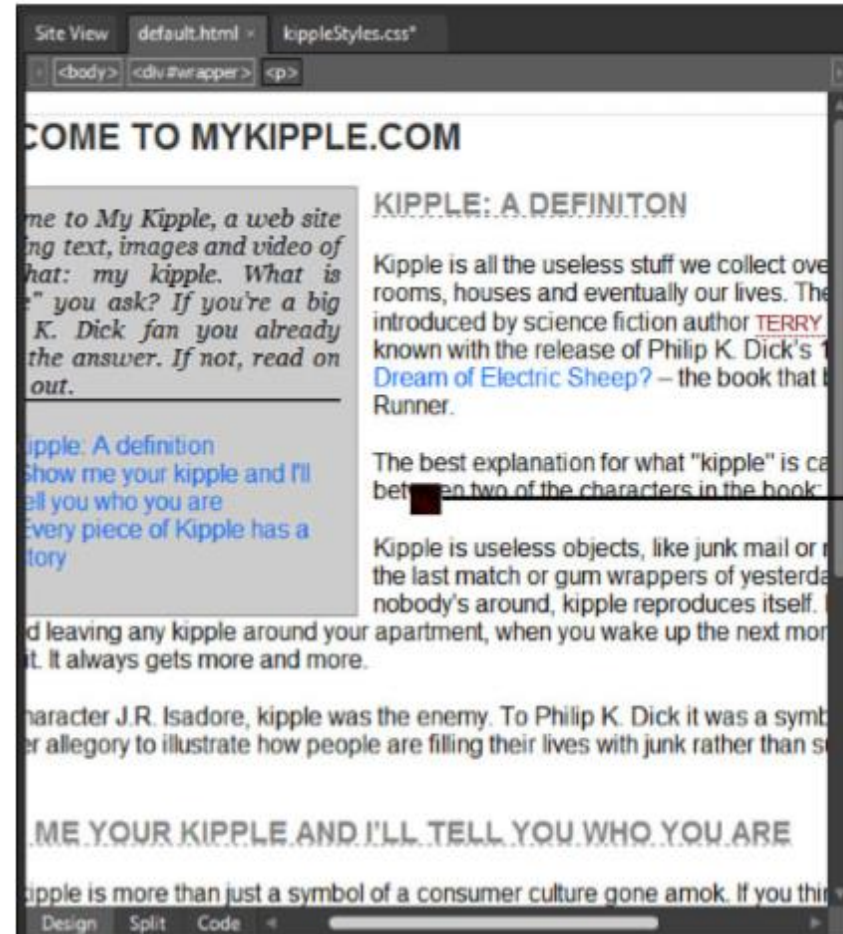 Site View default.html × kippleStyles.css*
<body> <div#wrapper> <p>
COME TO MYKIPPLE.COM
me to My Kipple, a web site
ing text, images and video of
hat: my kipple. What is
e" you ask? If you're a big
K. Dick fan you already
the answer. If not, read on
out.
ipple: A definition
Show me your kipple and I'll
ell you who you are
Every piece of Kipple has a
tory
KIPPLE: A DEFINITON
Kipple is all the useless stuff we collect ove
rooms, houses and eventually our lives. The
introduced by science fiction author TERRY
known with the release of Philip K. Dick's 1
Dream of Electric Sheep? – the book that b
Runner.
The best explanation for what "kipple" is ca
between two of the characters in the book:
Kipple is useless objects, like junk mail or
the last match or gum wrappers of yesterda
nobody's around, kipple reproduces itself.
d leaving any kipple around your apartment, when you wake up the next mor
it. It always gets more and more.
haracter J.R. Isadore, kipple was the enemy. To Philip K. Dick it was a symb
er allegory to illustrate how people are filling their lives with junk rather than
ME YOUR KIPPLE AND I'LL TELL YOU WHO YOU ARE
kipple is more than just a symbol of a consumer culture gone amok. If you thin
Design Split Code